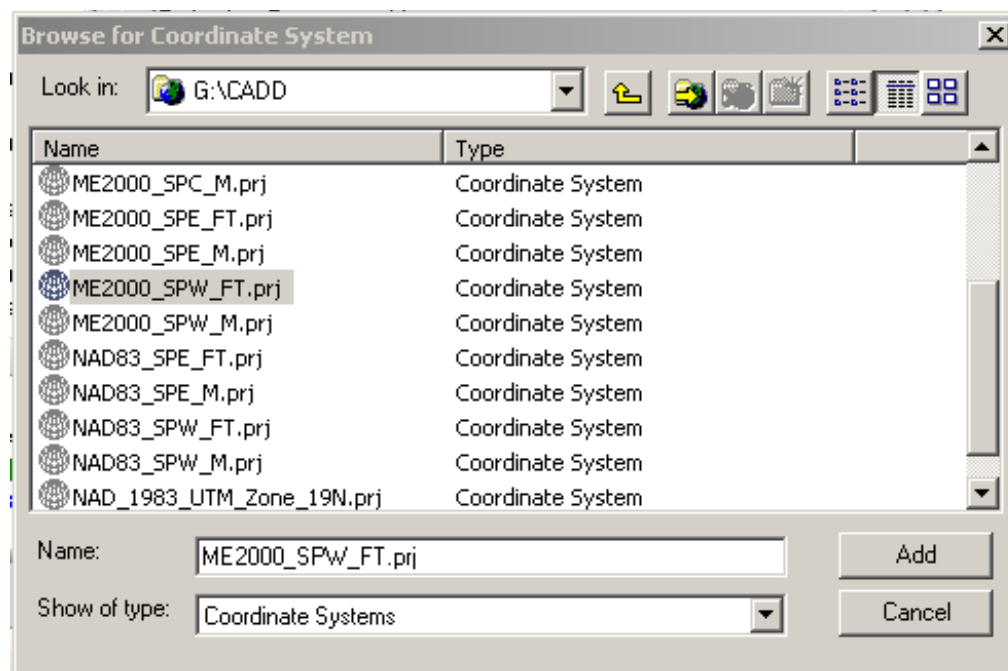 Browse for Coordinate System
Look in: G:\CADD
Name Type
ME2000_SPC_M.prj Coordinate System
ME2000_SPE_FT.prj Coordinate System
ME2000_SPE_M.prj Coordinate System
ME2000_SPW_FT.prj Coordinate System
ME2000_SPW_M.prj Coordinate System
NAD83_SPE_FT.prj Coordinate System
NAD83_SPE_M.prj Coordinate System
NAD83_SPW_FT.prj Coordinate System
NAD83_SPW_M.prj Coordinate System
NAD_1983_UTM_Zone_19N.prj Coordinate System
Name: ME2000_SPW_FT.prj Add
Show of type: Coordinate Systems Cancel